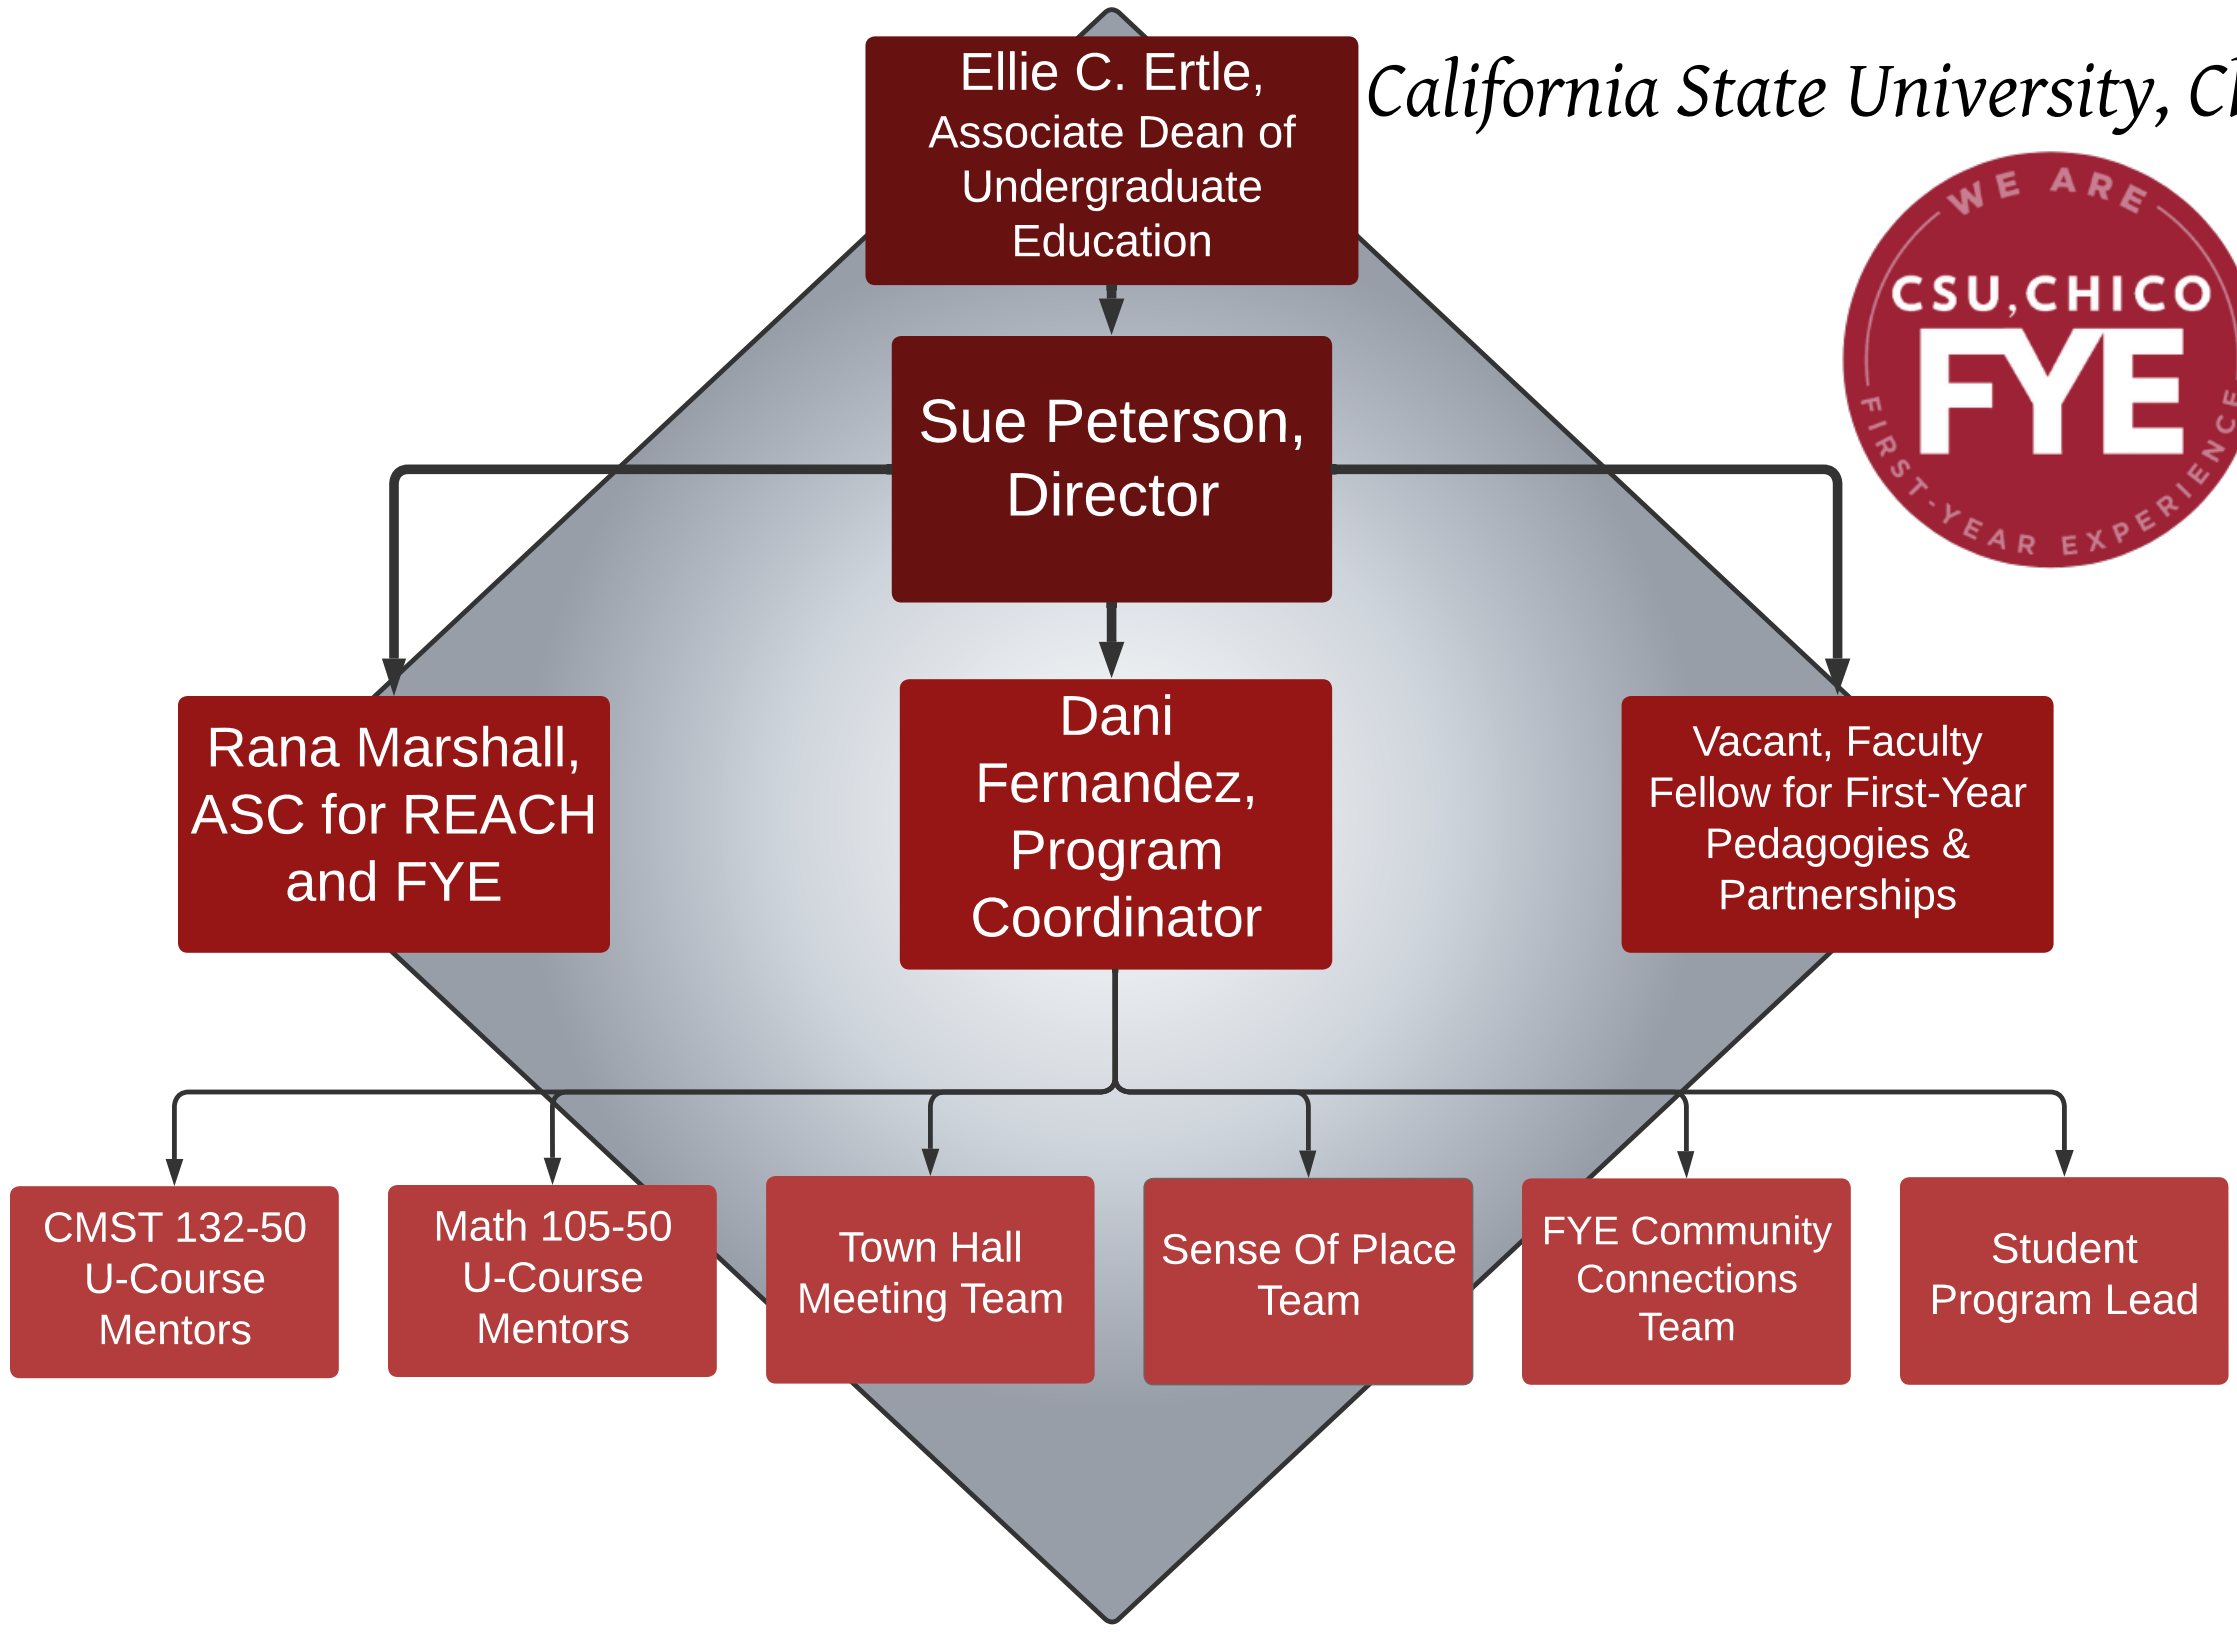 Ellie C. Ertle,
Associate Dean of
Undergraduate
Education
California State University,
WE ARE
CSU, CHICO
FYE
FIRST-YEAR EXPERIENCE
Sue Peterson,
Director
Rana Marshall,
ASC for REACH
and FYE
Dani
Fernandez,
Program
Coordinator
Vacant, Faculty
Fellow for First-Year
Pedagogies &
Partnerships
CMST 132-50
U-Course
Mentors
Math 105-50
U-Course
Mentors
Town Hall
Meeting Team
Sense Of Place
Team
FYE Community
Connections
Team
Student
Program Lead